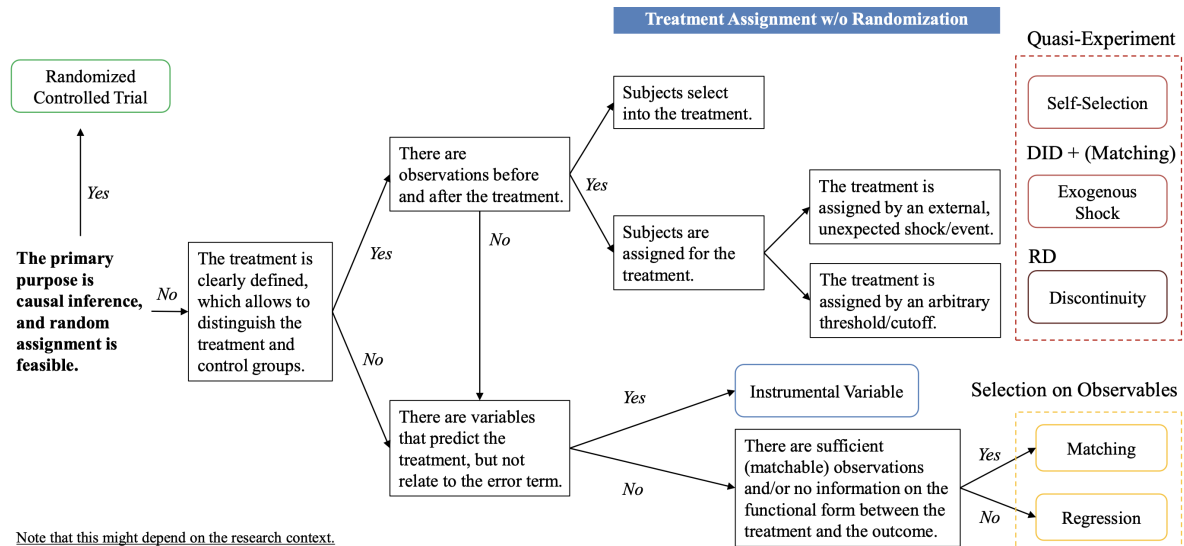 Treatment Assignment w/o Randomization
Quasi-Experiment
Randomized
Controlled Trial
Subjects select
into the treatment.
Self-Selection
Yes
There are
observations before
and after the treatment.
Yes
DID + (Matching)
The treatment is
assigned by an external,
unexpected shock/event.
Exogenous
Shock
Yes
No
Subjects are
assigned for the
treatment.
The primary
purpose is
causal inference,
and random
assignment is
feasible.
No
The treatment is
clearly defined,
which allows to
distinguish the
treatment and
control groups.
RD
The treatment is
assigned by an arbitrary
threshold/cutoff.
Discontinuity
No
There are variables
that predict the
treatment, but not
relate to the error term.
Yes
Instrumental Variable
Selection on Observables
No
There are sufficient
(matchable) observations
and/or no information on the
functional form between the
treatment and the outcome.
Yes
Matching
No
Regression
Note that this might depend on the research context.